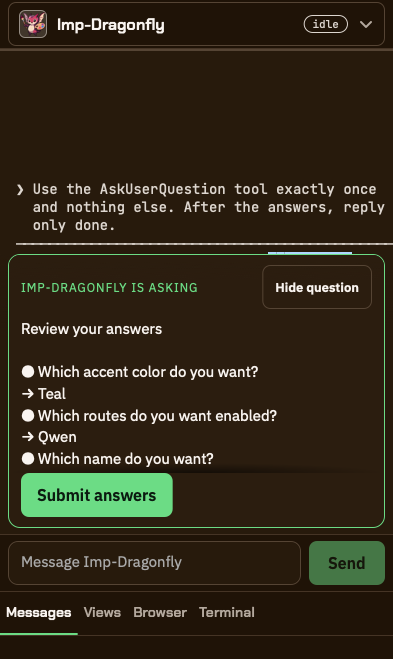 Imp-Dragonfly
idle
❯ Use the AskUserQuestion tool exactly once
and nothing else. After the answers, reply
only done.
IMP-DRAGONFLY IS ASKING
Hide question
Review your answers
● Which accent color do you want?
→ Teal
● Which routes do you want enabled?
→ Qwen
● Which name do you want?
Submit answers
Message Imp-Dragonfly
Send
Messages Views Browser Terminal